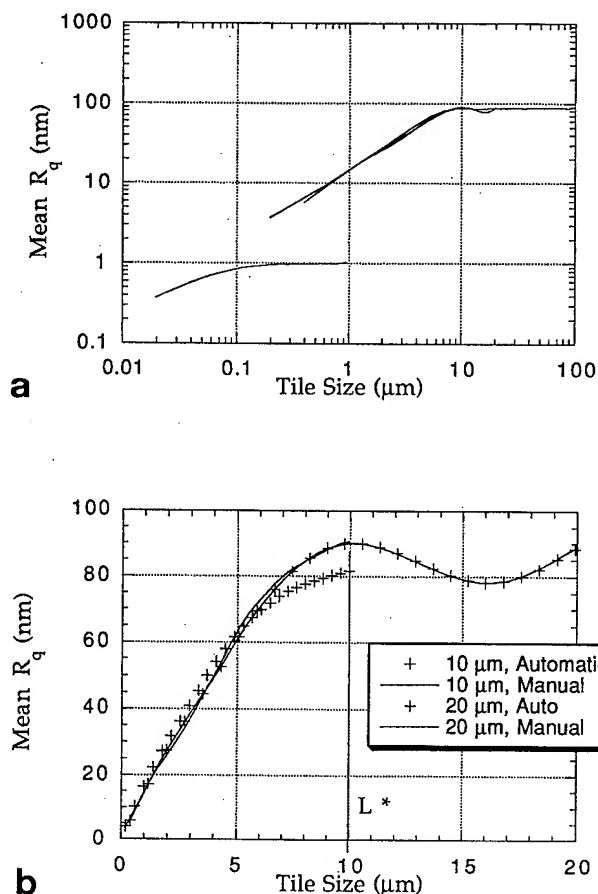 1000
100
10
1
0.1
Mean Rq (nm)
0.01 0.1 1 10 100
Tile Size (μm)
a
100
80
60
40
20
0
Mean Rq (nm)
10 μm, Automati
10 μm, Manual
20 μm, Auto
20 μm, Manual
L *
0 5 10 15 20
Tile Size (μm)
b